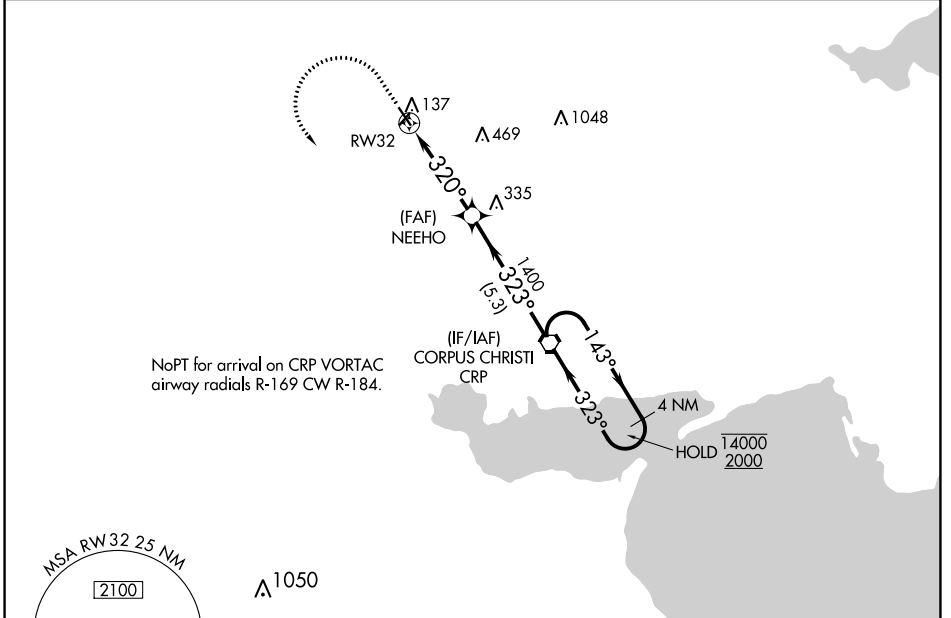 137
1048
469
RW32
320°
335
(FAF)
NEEHO
1400
323°
(5.3)
(IF/IAF)
CORPUS CHRISTI
CRP
143°
NoPT for arrival on CRP VORTAC
airway radials R-169 CW R-184.
323°
4 NM
HOLD
14000
2000
MSA RW32 25 NM
2100
1050